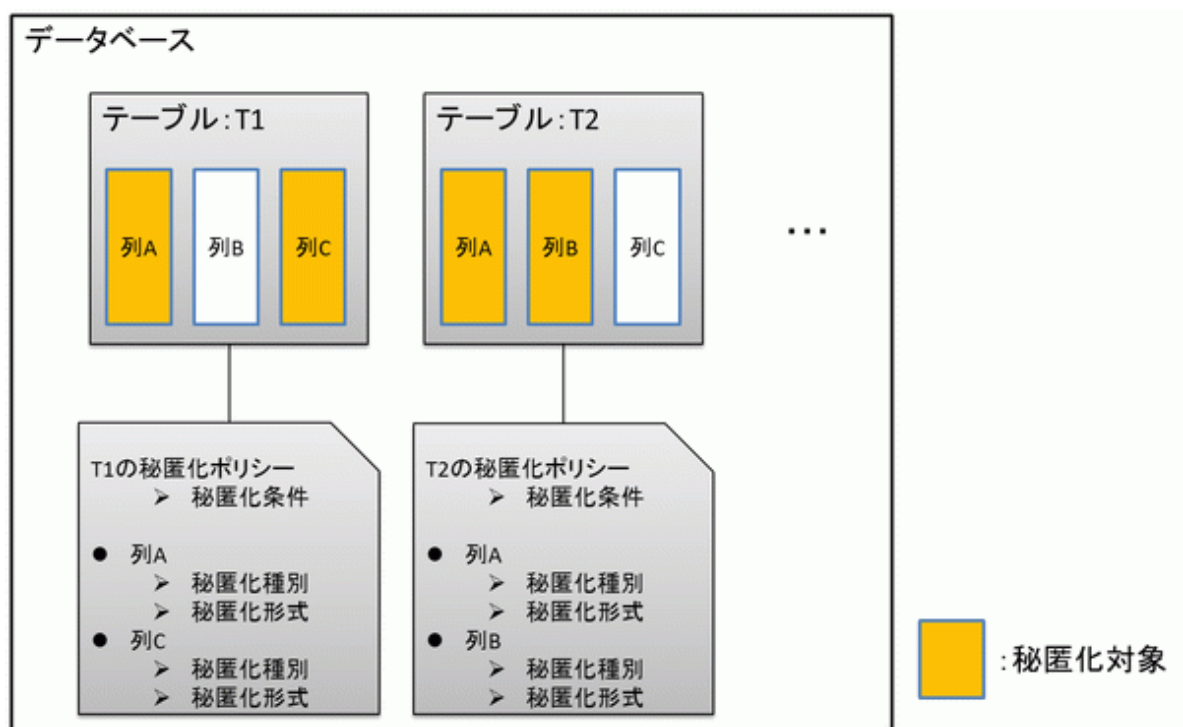 データベース
テーブル:T1
列A
列B
列C
テーブル:T2
列A
列B
列C
...
T1の秘匿化ポリシー
➢ 秘匿化条件
● 列A
➢ 秘匿化種別
➢ 秘匿化形式
● 列C
➢ 秘匿化種別
➢ 秘匿化形式
T2の秘匿化ポリシー
➢ 秘匿化条件
● 列A
➢ 秘匿化種別
➢ 秘匿化形式
● 列B
➢ 秘匿化種別
➢ 秘匿化形式
:秘匿化対象